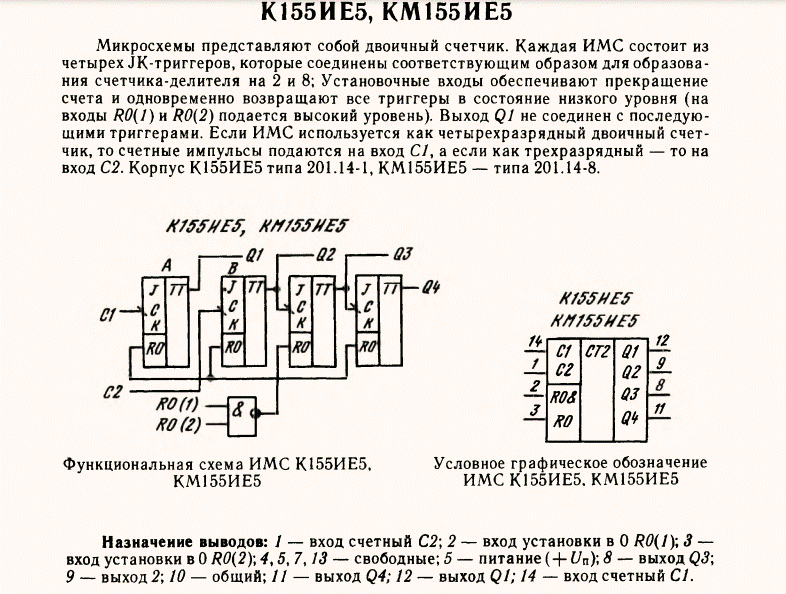 К155ИЕ5, КМ155ИЕ5
Микросхемы представляют собой двоичный счетчик. Каждая ИМС состоит из
четырех JK-триггеров, которые соединены соответствующим образом для образова-
ния счетчика-делителя на 2 и 8; Установочные входы обеспечивают прекращение
счета и одновременно возвращают все триггеры в состояние низкого уровня (на
входы R0(1) и R0(2) подается высокий уровень). Выход Q1 не соединен с последую-
щими триггерами. Если ИМС используется как четырехразрядный двоичный счет-
чик, то счетные импульсы подаются на вход C1, а если как трехразрядный — то на
вход C2. Корпус К155ИЕ5 типа 201.14-1, КМ155ИЕ5 — типа 201.14-8.
К155ИЕ5, КМ155ИЕ5
A Q1 B Q2 Q3
J TT J TT J TT J TT Q4
C1 C C C C
K K K K
R0 R0 R0 R0
C2
R0(1) &
R0(2)
К155ИЕ5
КМ155ИЕ5
14 C1 CT2 Q1 12
1 C2 Q2 9
2 R0& Q3 8
3 R0 Q4 11
Функциональная схема ИМС К155ИЕ5,
КМ155ИЕ5
Условное графическое обозначение
ИМС К155ИЕ5, КМ155ИЕ5
Назначение выводов: 1 — вход счетный C2; 2 — вход установки в 0 R0(1); 3 —
вход установки в 0 R0(2); 4, 5, 7, 13 — свободные; 5 — питание (+Uп); 8 — выход Q3;
9 — выход 2; 10 — общий; 11 — выход Q4; 12 — выход Q1; 14 — вход счетный C1.